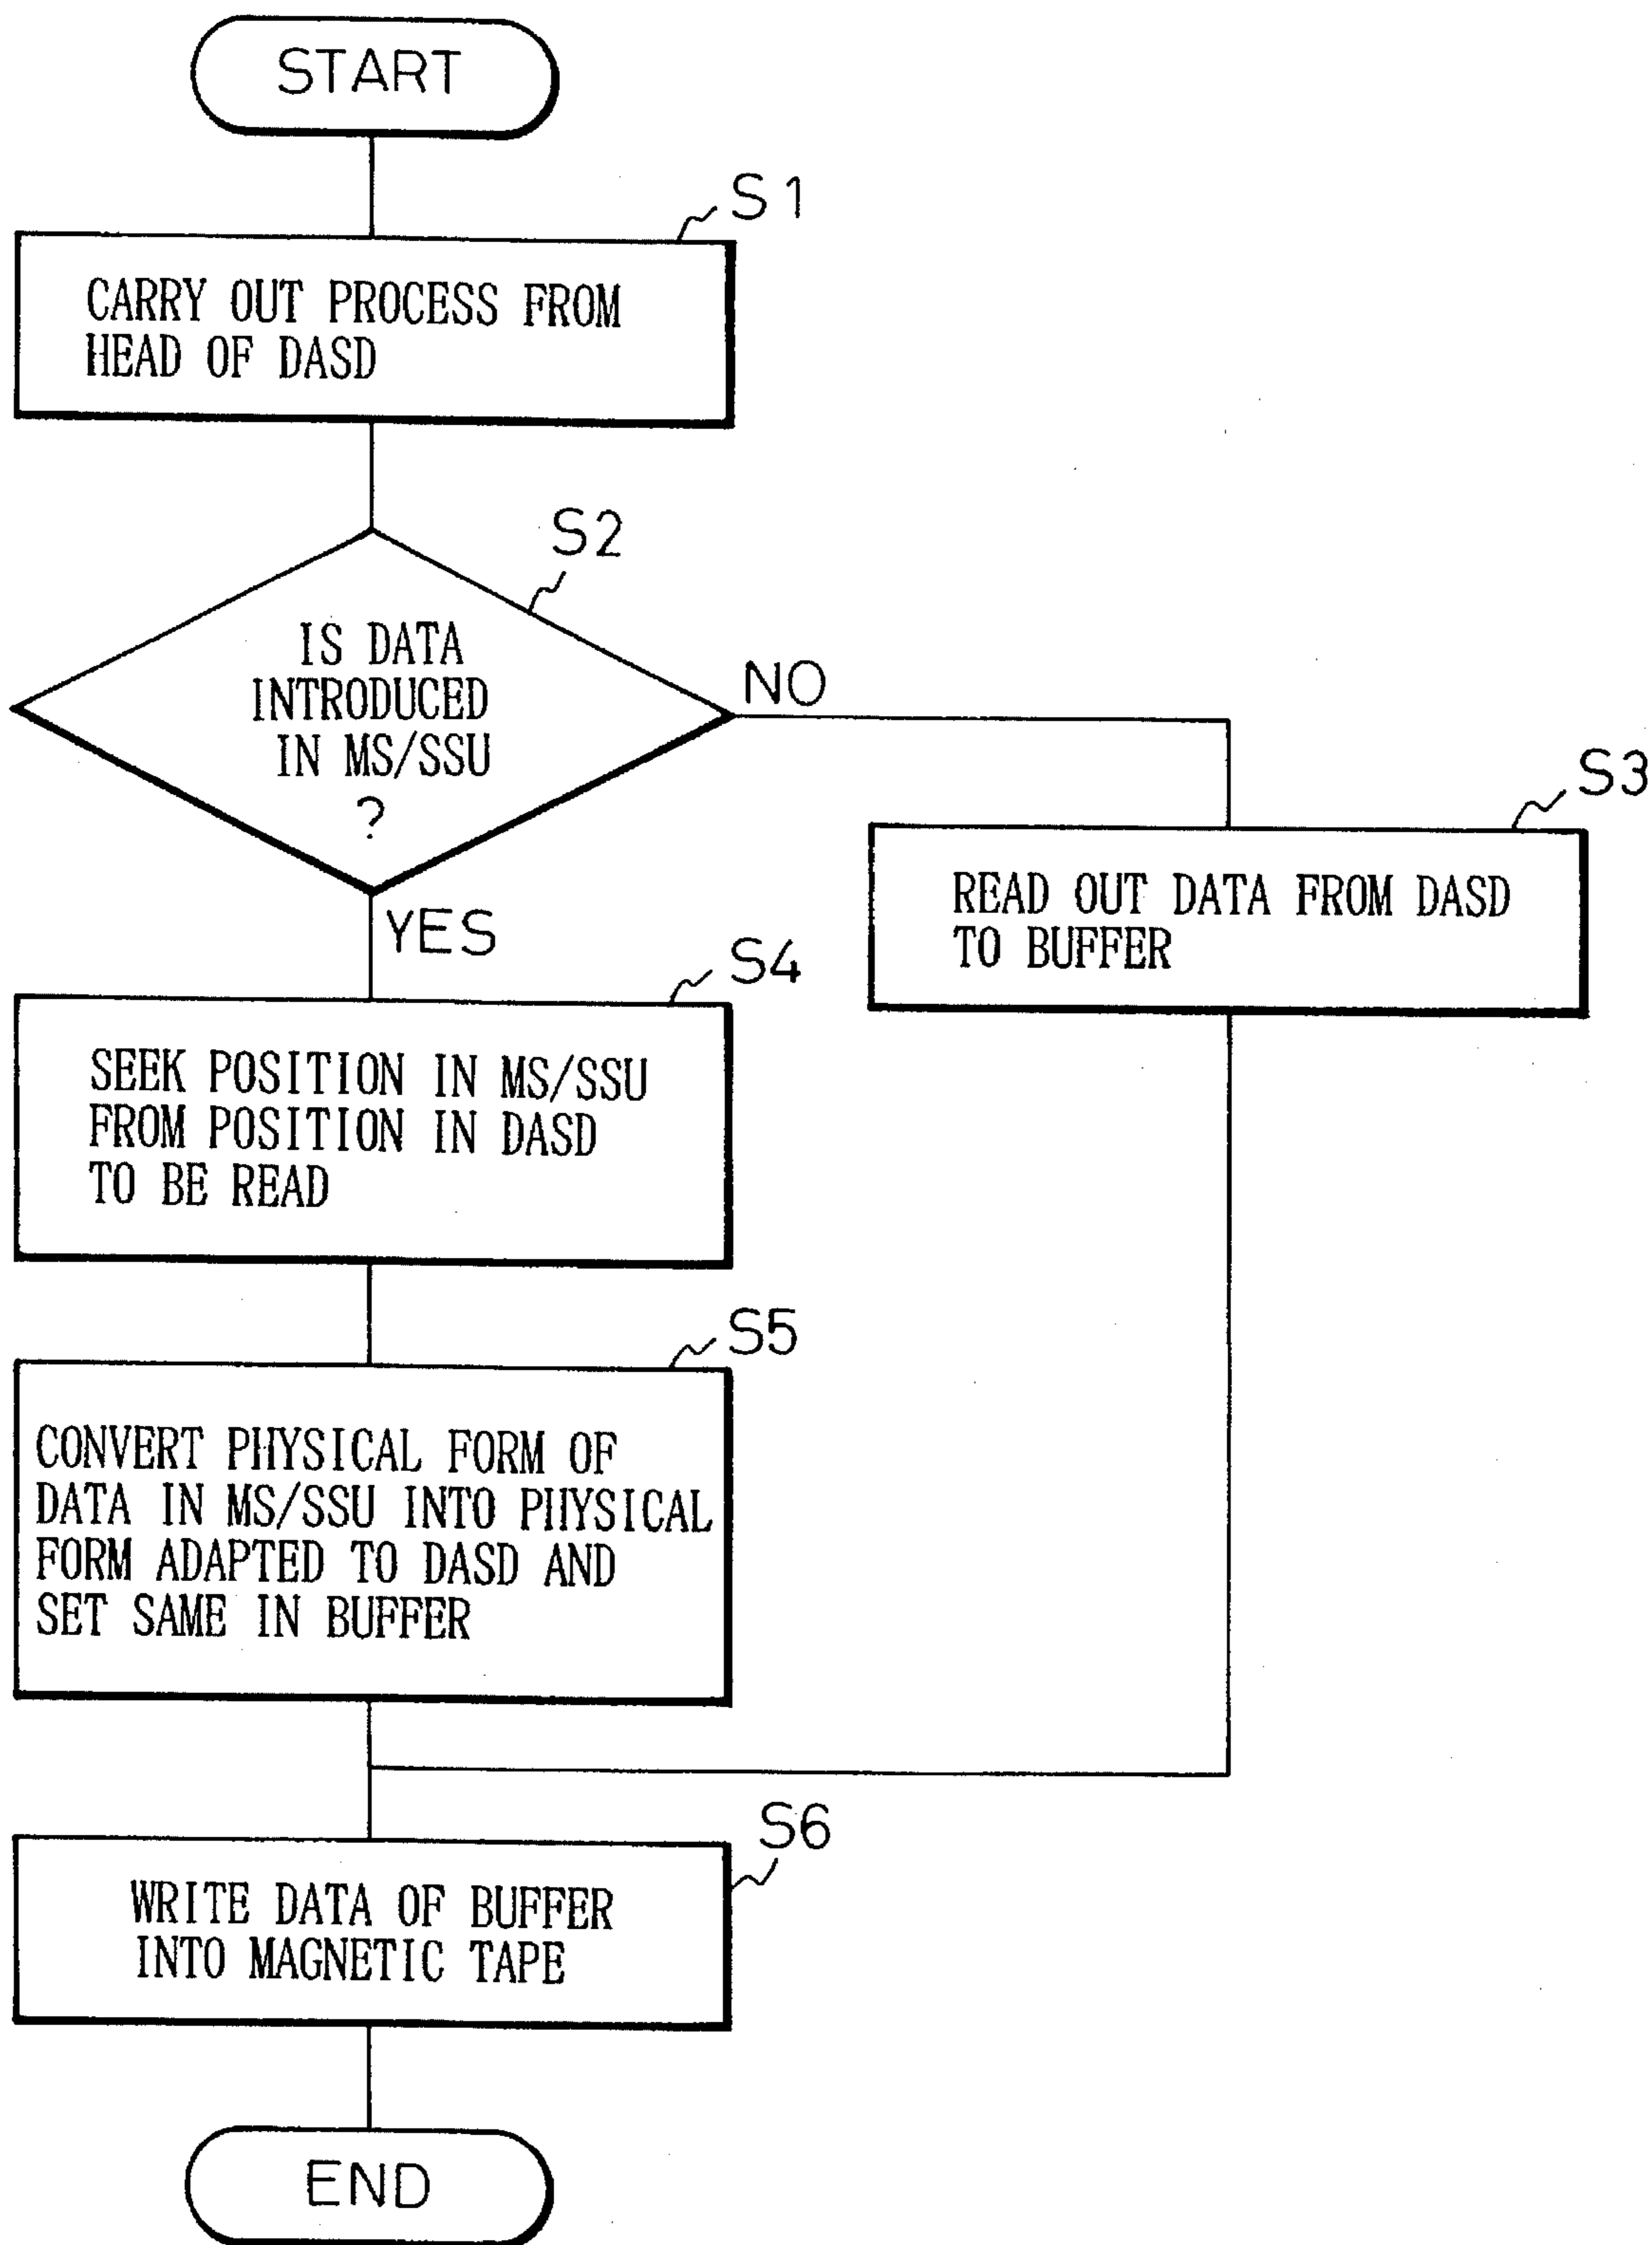 START
S1
CARRY OUT PROCESS FROM
HEAD OF DASD
S2
IS DATA
INTRODUCED
IN MS/SSU
?
NO
YES
S3
READ OUT DATA FROM DASD
TO BUFFER
S4
SEEK POSITION IN MS/SSU
FROM POSITION IN DASD
TO BE READ
S5
CONVERT PHYSICAL FORM OF
DATA IN MS/SSU INTO PHYSICAL
FORM ADAPTED TO DASD AND
SET SAME IN BUFFER
S6
WRITE DATA OF BUFFER
INTO MAGNETIC TAPE
END